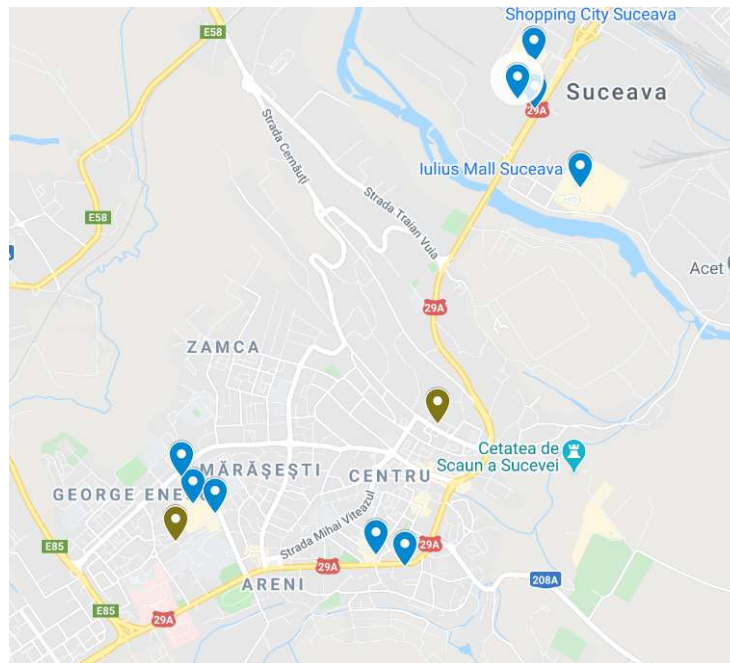 Shopping City Suceava
E58
Suceava
29A
Strada Cernăuți
Iulius Mall Suceava
Strada Traian Vuia
E58
Acet
29A
ZAMCA
Cetatea de
Scaun a Sucevei
MĂRĂȘEȘTI
CENTRU
GEORGE ENE
Strada Mihai Viteazul
E85
29A
29A
208A
ARENI
E85
29A